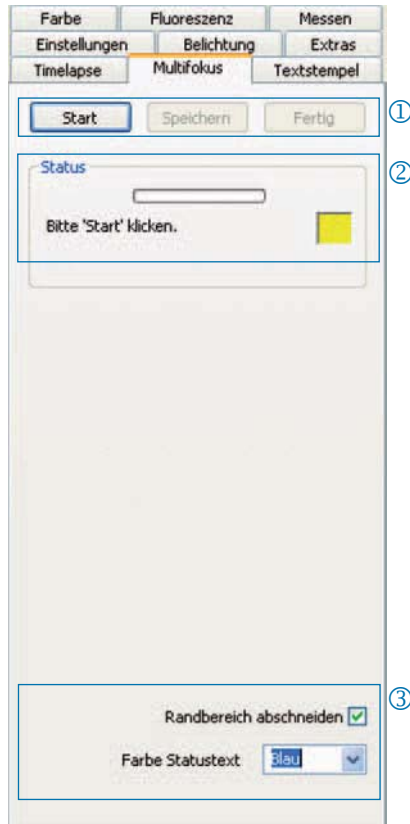 Farbe Fluoreszenz Messen
Einstellungen Belichtung Extras
Timelapse Multifokus Textstempel
Start Speichern Fertig ①
Status ②
Bitte 'Start' klicken.
③
Randbereich abschneiden
Farbe Statustext Blau